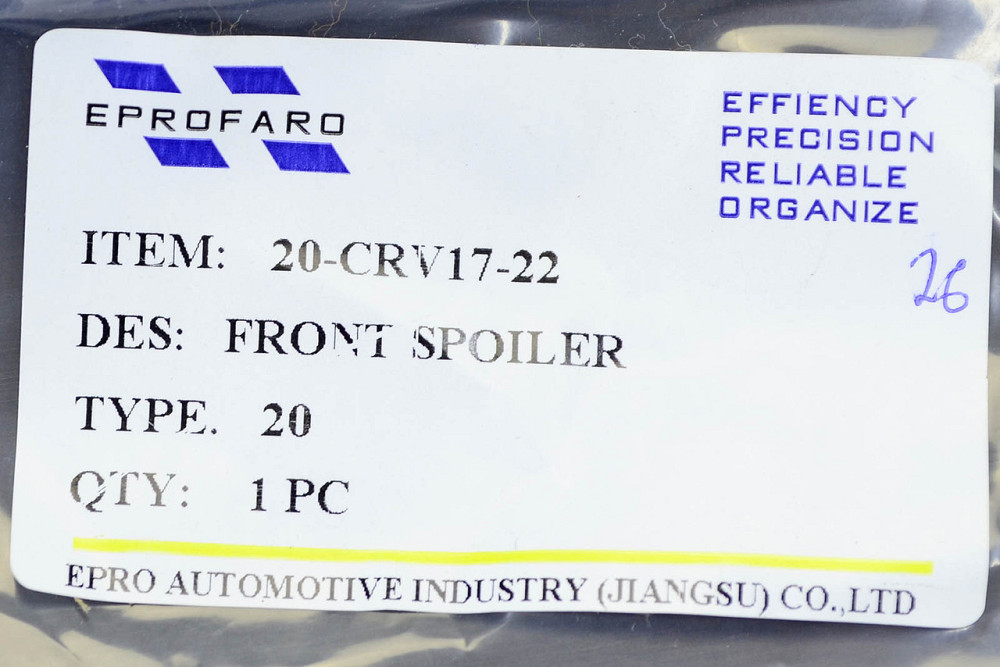 EPROFARO
EFFIENCY
PRECISION
RELIABLE
ORGANIZE
26
ITEM: 20-CRV17-22
DES: FRONT SPOILER
TYPE. 20
QTY: 1 PC
EPRO AUTOMOTIVE INDUSTRY (JIANGSU) CO.,LTD